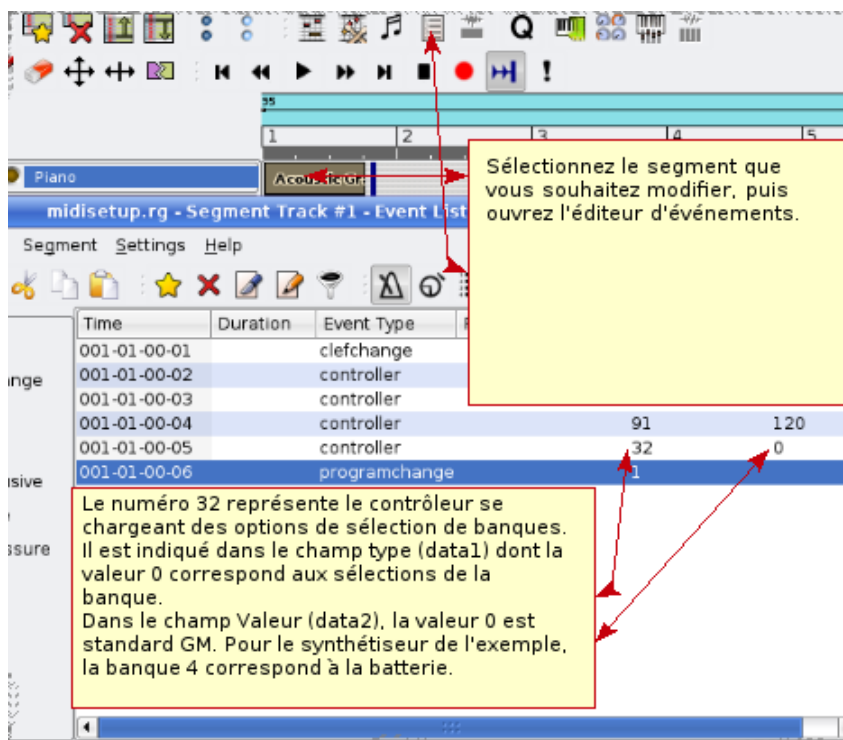 95
1 2 3 4 5
Piano
Acoustic Gr
Sélectionnez le segment que
vous souhaitez modifier, puis
ouvrez l'éditeur d'événements.
midisetup.rg - Segment Track #1 - Event List
Segment Settings Help
Time Duration Event Type
001-01-00-01 clefchange
001-01-00-02 controller
001-01-00-03 controller
001-01-00-04 controller 91 120
001-01-00-05 controller 32 0
001-01-00-06 programchange 1
Le numéro 32 représente le contrôleur se
chargeant des options de sélection de banques.
Il est indiqué dans le champ type (data1) dont la
valeur 0 correspond aux sélections de la
banque.
Dans le champ Valeur (data2), la valeur 0 est
standard GM. Pour le synthétiseur de l'exemple,
la banque 4 correspond à la batterie.
ange
usive
ssure